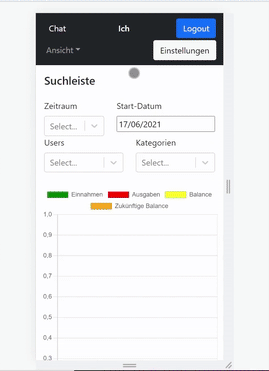 Chat Ich Logout
Ansicht Einstellungen
Suchleiste
Zeitraum Start-Datum
Select... 17/06/2021
Users Kategorien
Select... Select...
Einnahmen Ausgaben Balance
Zukünftige Balance
1,0
0,9
0,8
0,7
0,6
0,5
0,4
0,3